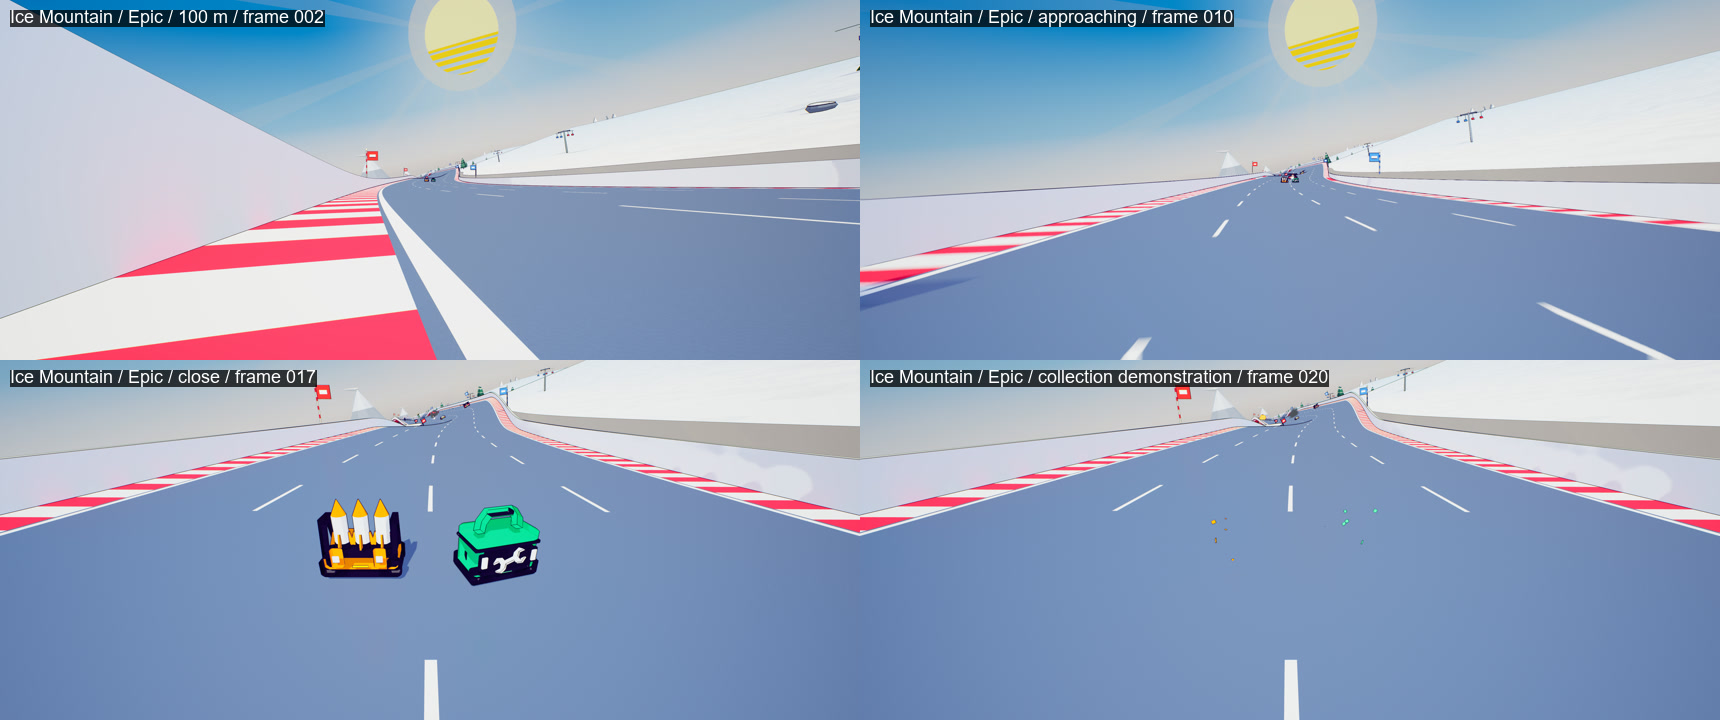 Ice Mountain / Epic / 100 m / frame 002
Ice Mountain / Epic / approaching / frame 010
Ice Mountain / Epic / close / frame 017
Ice Mountain / Epic / collection demonstration / frame 020